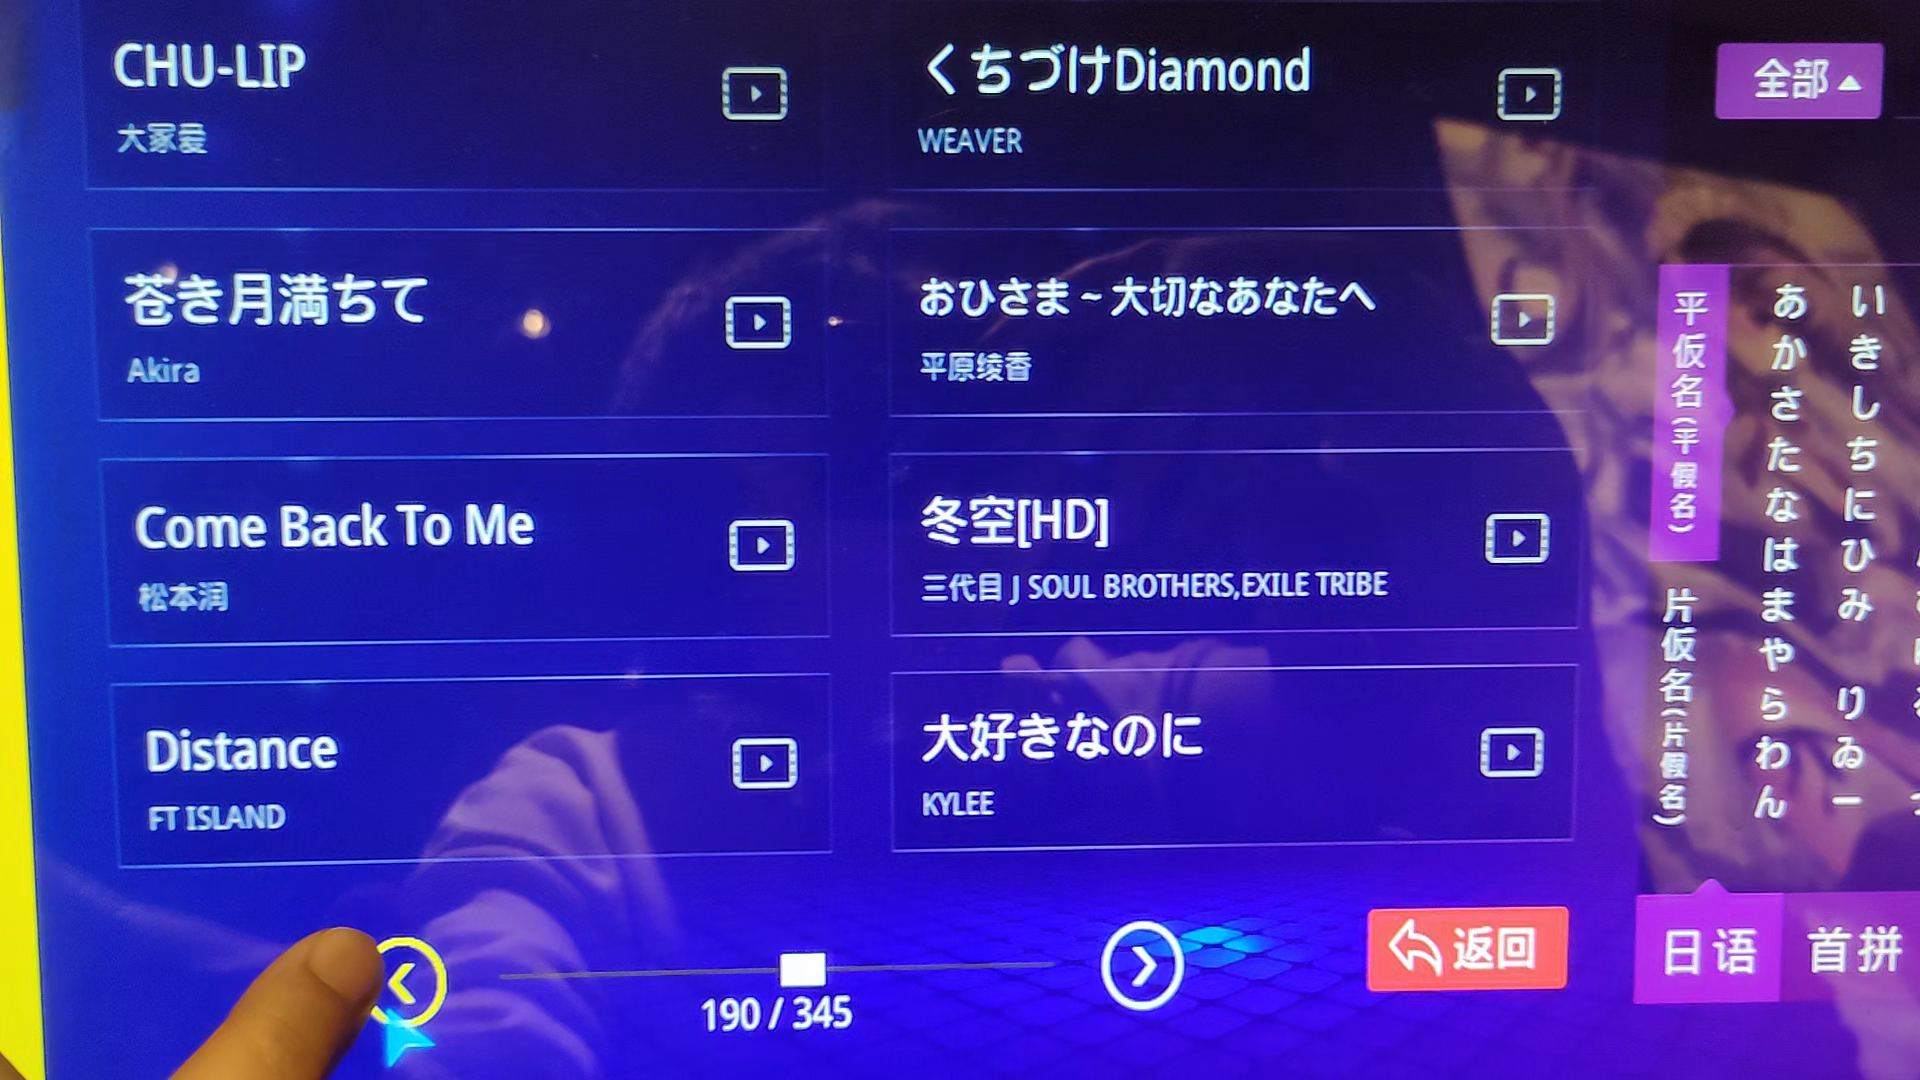 CHU-LIP
大冢爱
くちづけDiamond
WEAVER
苍き月満ちて
Akira
おひさま~大切なあなたへ
平原绫香
Come Back To Me
松本润
冬空[HD]
三代目 J SOUL BROTHERS,EXILE TRIBE
Distance
FT ISLAND
大好きなのに
KYLEE
190 / 345
返回
全部
平仮名(平假名)
片仮名(片假名)
あかさたなはまやらわん
いきしちにひみ りゐー
日语
首拼